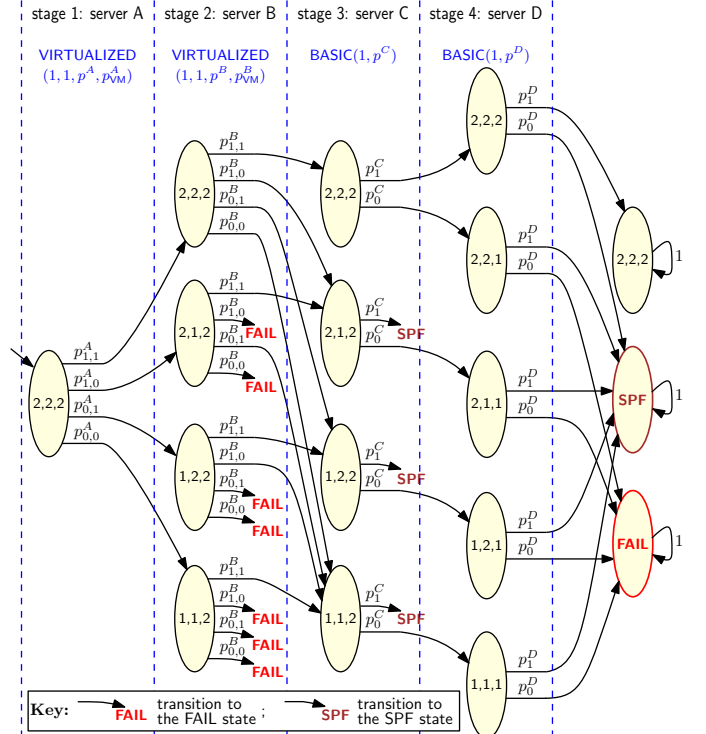 stage 1: server A
stage 2: server B
stage 3: server C
stage 4: server D
VIRTUALIZED
(1, 1, p^A, p^A_VM)
VIRTUALIZED
(1, 1, p^B, p^B_VM)
BASIC(1, p^C)
BASIC(1, p^D)
2,2,2
p^A_1,1
p^A_1,0
p^A_0,1
p^A_0,0
2,2,2
p^B_1,1
p^B_1,0
p^B_0,1
p^B_0,0
2,1,2
p^B_1,1
p^B_1,0
FAIL
p^B_0,1
p^B_0,0
FAIL
1,2,2
p^B_1,1
p^B_1,0
p^B_0,1
FAIL
p^B_0,0
FAIL
1,1,2
p^B_1,1
p^B_1,0
FAIL
p^B_0,1
FAIL
p^B_0,0
FAIL
2,2,2
p^C_1
p^C_0
2,1,2
p^C_1
SPF
p^C_0
1,2,2
p^C_1
SPF
p^C_0
1,1,2
p^C_1
SPF
p^C_0
2,2,2
p^D_1
p^D_0
2,2,1
p^D_1
p^D_0
2,1,1
p^D_1
p^D_0
1,2,1
p^D_1
p^D_0
1,1,1
p^D_1
p^D_0
2,2,2
1
SPF
1
FAIL
1
Key:
FAIL
transition to
the FAIL state
;
SPF
transition to
the SPF state